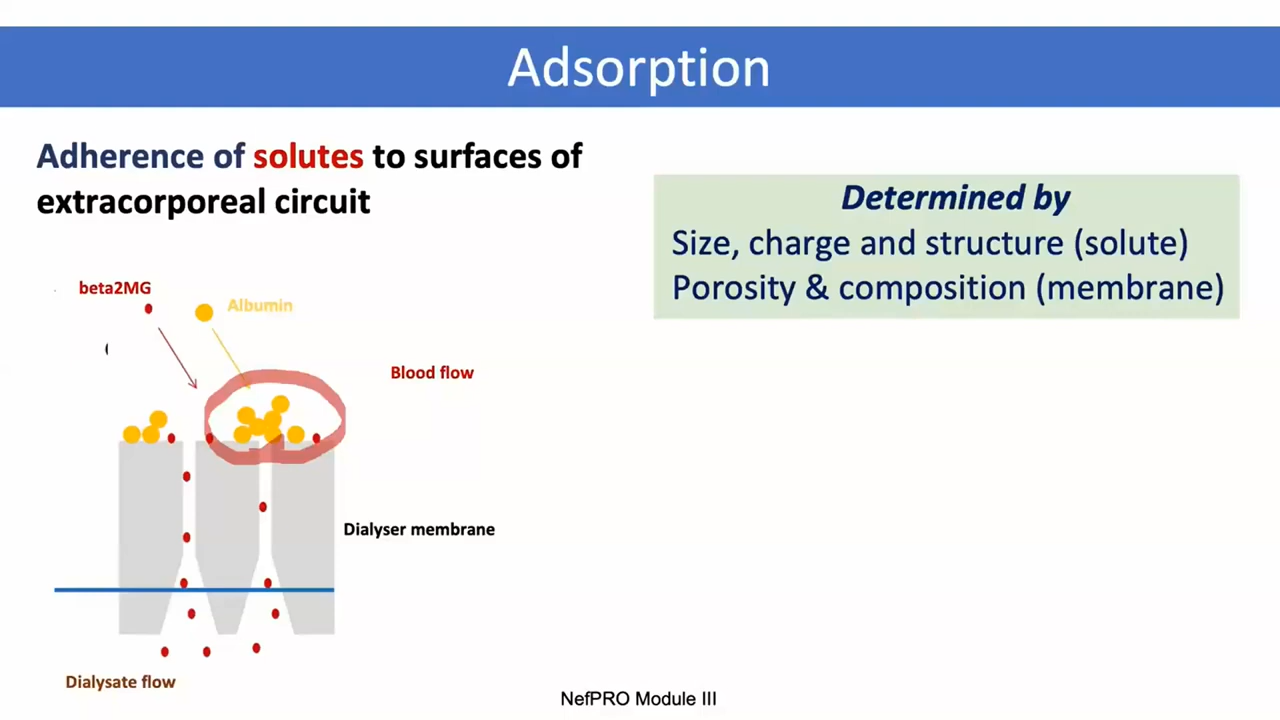 Adsorption
Adherence of solutes to surfaces of
extracorporeal circuit
Determined by
Size, charge and structure (solute)
Porosity & composition (membrane)
beta2MG
Albumin
Blood flow
Dialyser membrane
Dialysate flow
NefPRO Module III